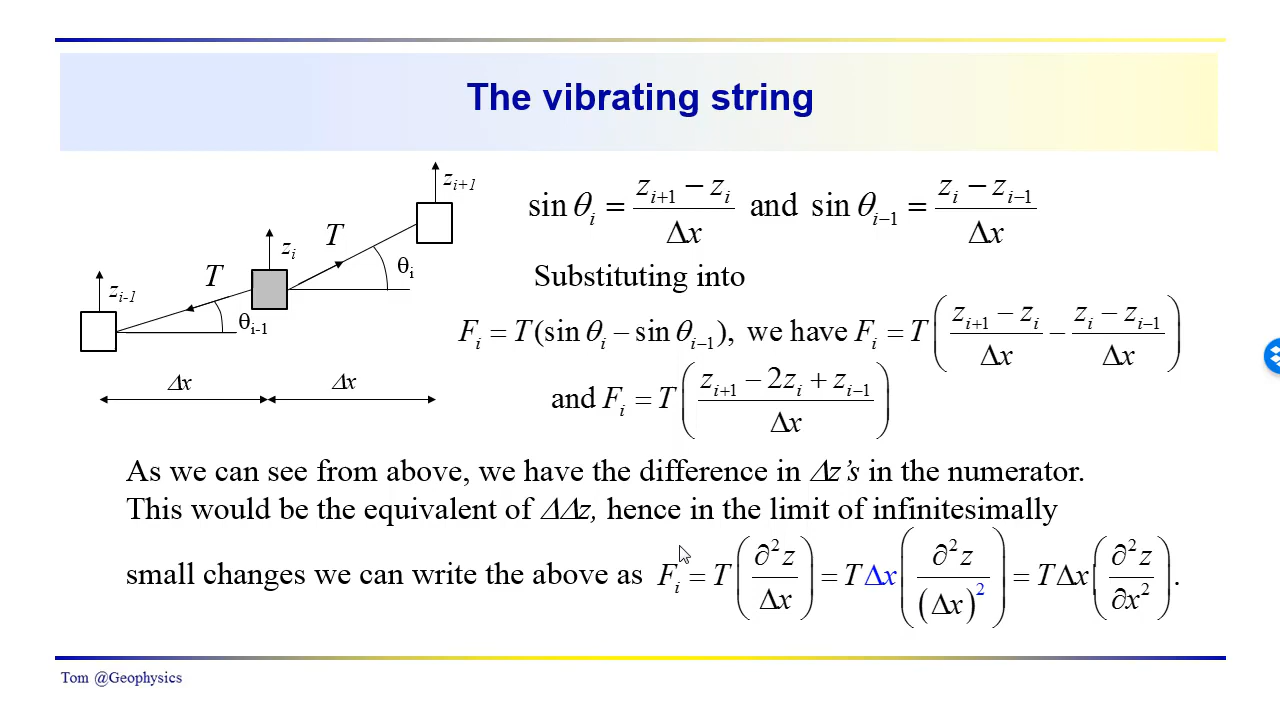 The vibrating string
z_{i+1}
z_i
T
T
z_{i-1}
θ_i
θ_{i-1}
Δx
Δx
sin θ_i = (z_{i+1} − z_i)/Δx and sin θ_{i−1} = (z_i − z_{i−1})/Δx
Substituting into
F_i = T(sin θ_i − sin θ_{i−1}), we have F_i = T((z_{i+1} − z_i)/Δx − (z_i − z_{i−1})/Δx)
and F_i = T((z_{i+1} − 2z_i + z_{i−1})/Δx)
As we can see from above, we have the difference in Δz’s in the numerator.
This would be the equivalent of ΔΔz, hence in the limit of infinitesimally
small changes we can write the above as F_i = T(∂²z/Δx) = TΔx(∂²z/(Δx)²) = TΔx(∂²z/∂x²).
Tom @Geophysics